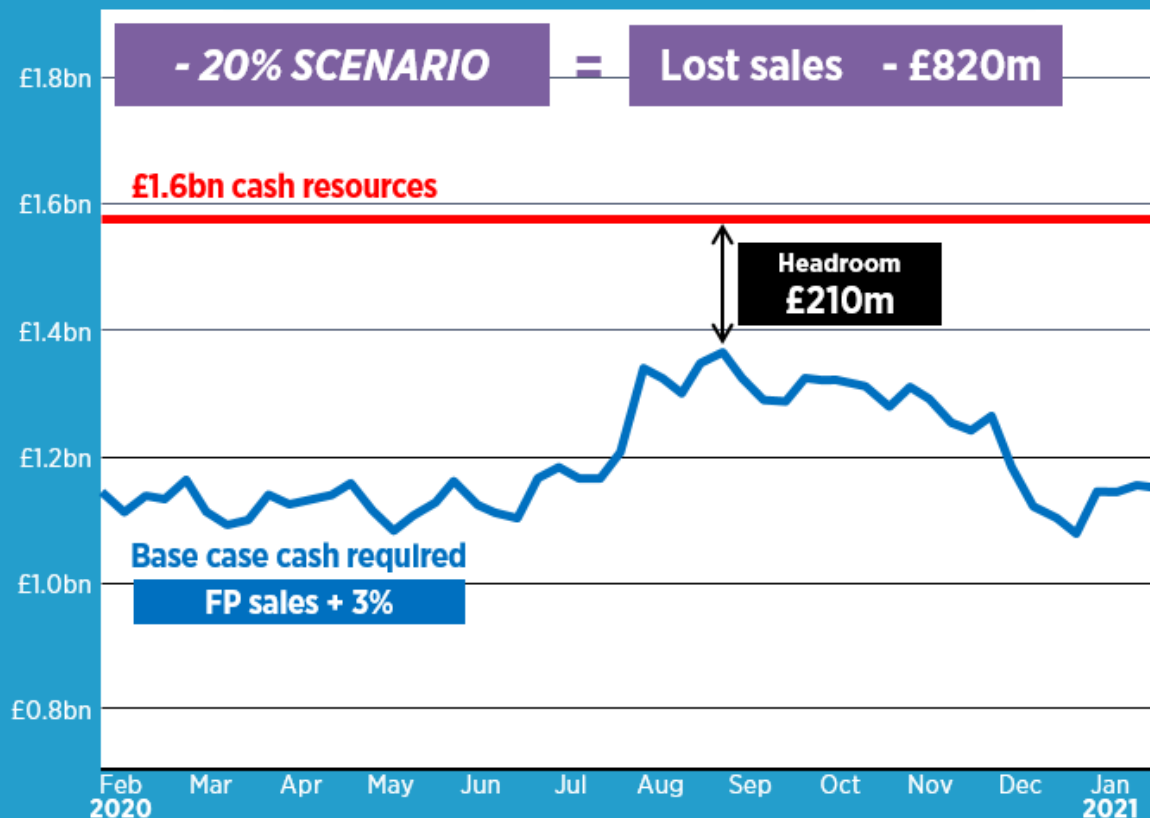 - 20% SCENARIO = Lost sales - £820m
£1.8bn
£1.6bn cash resources
£1.6bn
Headroom
£210m
£1.4bn
£1.2bn
Base case cash required
£1.0bn
FP sales + 3%
£0.8bn
Feb Mar Apr May Jun Jul Aug Sep Oct Nov Dec Jan
2020 2021